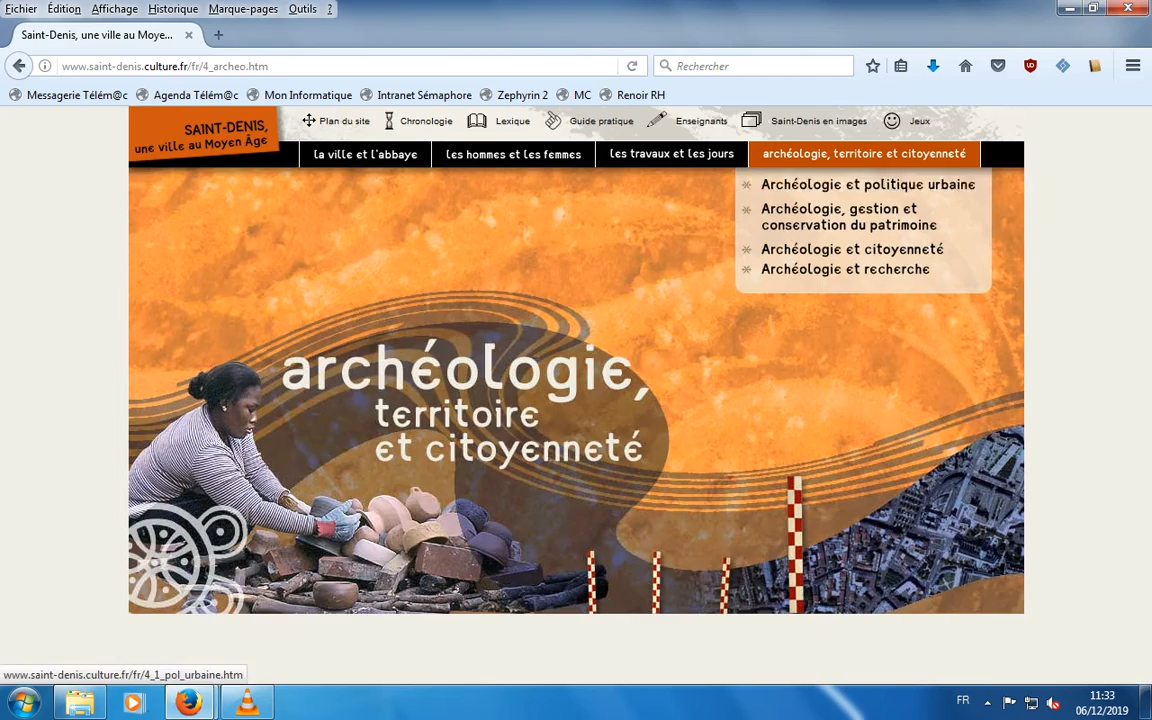 Fichier Édition Affichage Historique Marque-pages Outils ?
Saint-Denis, une ville au Moye...
www.saint-denis.culture.fr/fr/4_archeo.htm
Rechercher
Messagerie Télém@c Agenda Télém@c Mon Informatique Intranet Sémaphore Zephyrin 2 MC Renoir RH
SAINT-DENIS,
une ville au Moyen Âge
Plan du site Chronologie Lexique Guide pratique Enseignants Saint-Denis en images Jeux
la ville et l'abbaye les hommes et les femmes les travaux et les jours archéologie, territoire et citoyenneté
Archéologie et politique urbaine
Archéologie, gestion et
conservation du patrimoine
Archéologie et citoyenneté
Archéologie et recherche
archéologie,
territoire
et citoyenneté
www.saint-denis.culture.fr/fr/4_1_pol_urbaine.htm
FR
11:33
06/12/2019